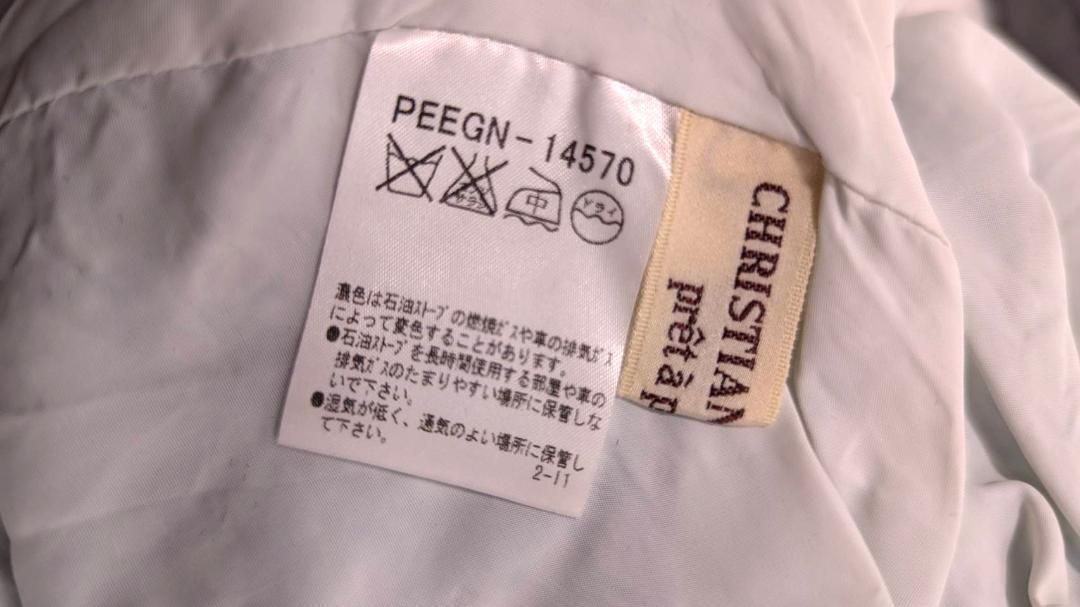 PEEGN-14570
サラシ
中
ドライ
濃色は石油ｽﾄｰﾌﾞの燃焼ｶﾞｽや車の排気ｶﾞｽ
によって変色することがあります。
●石油ｽﾄｰﾌﾞを長時間使用する部屋や車の
排気ｶﾞｽのたまりやすい場所に保管しな
いで下さい。
●湿気が低く、通気のよい場所に保管し
て下さい。
2-11
CHRISTIAN
prêt à p